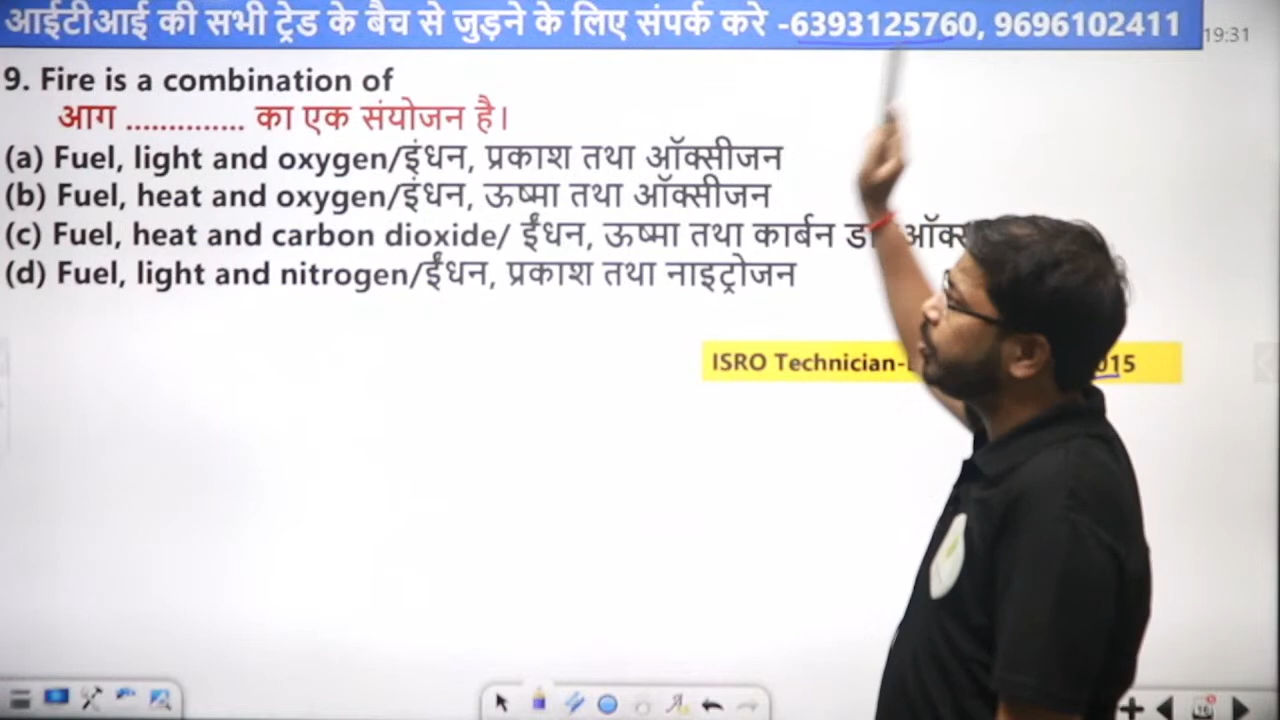 आईटीआई की सभी ट्रेड के बैच से जुड़ने के लिए संपर्क करे -6393125760, 9696102411
19:31
9. Fire is a combination of
आग .............. का एक संयोजन है।
(a) Fuel, light and oxygen/इंधन, प्रकाश तथा ऑक्सीजन
(b) Fuel, heat and oxygen/इंधन, ऊष्मा तथा ऑक्सीजन
(c) Fuel, heat and carbon dioxide/ ईंधन, ऊष्मा तथा कार्बन
(d) Fuel, light and nitrogen/ईंधन, प्रकाश तथा नाइट्रोजन
ISRO Technician-